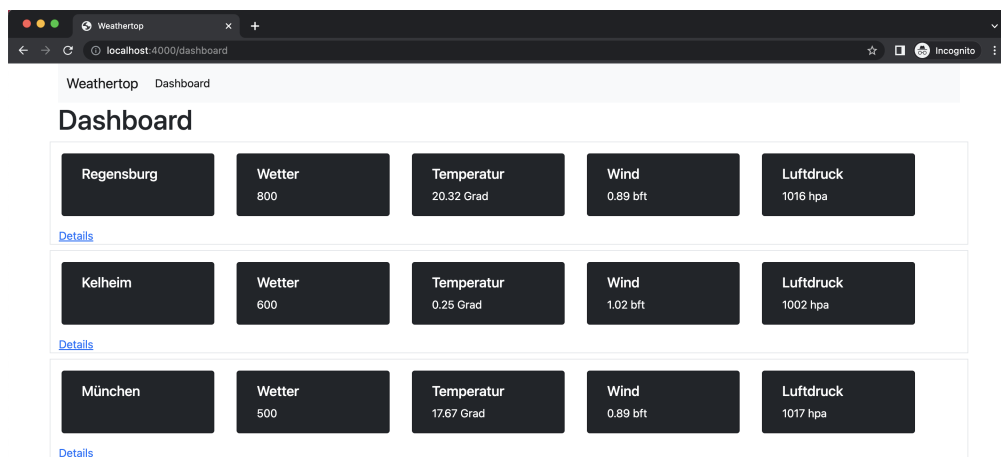 Weathertop
localhost:4000/dashboard
Incognito
Weathertop Dashboard
Dashboard
Regensburg
Wetter
800
Temperatur
20.32 Grad
Wind
0.89 bft
Luftdruck
1016 hpa
Details
Kelheim
Wetter
600
Temperatur
0.25 Grad
Wind
1.02 bft
Luftdruck
1002 hpa
Details
München
Wetter
500
Temperatur
17.67 Grad
Wind
0.89 bft
Luftdruck
1017 hpa
Details